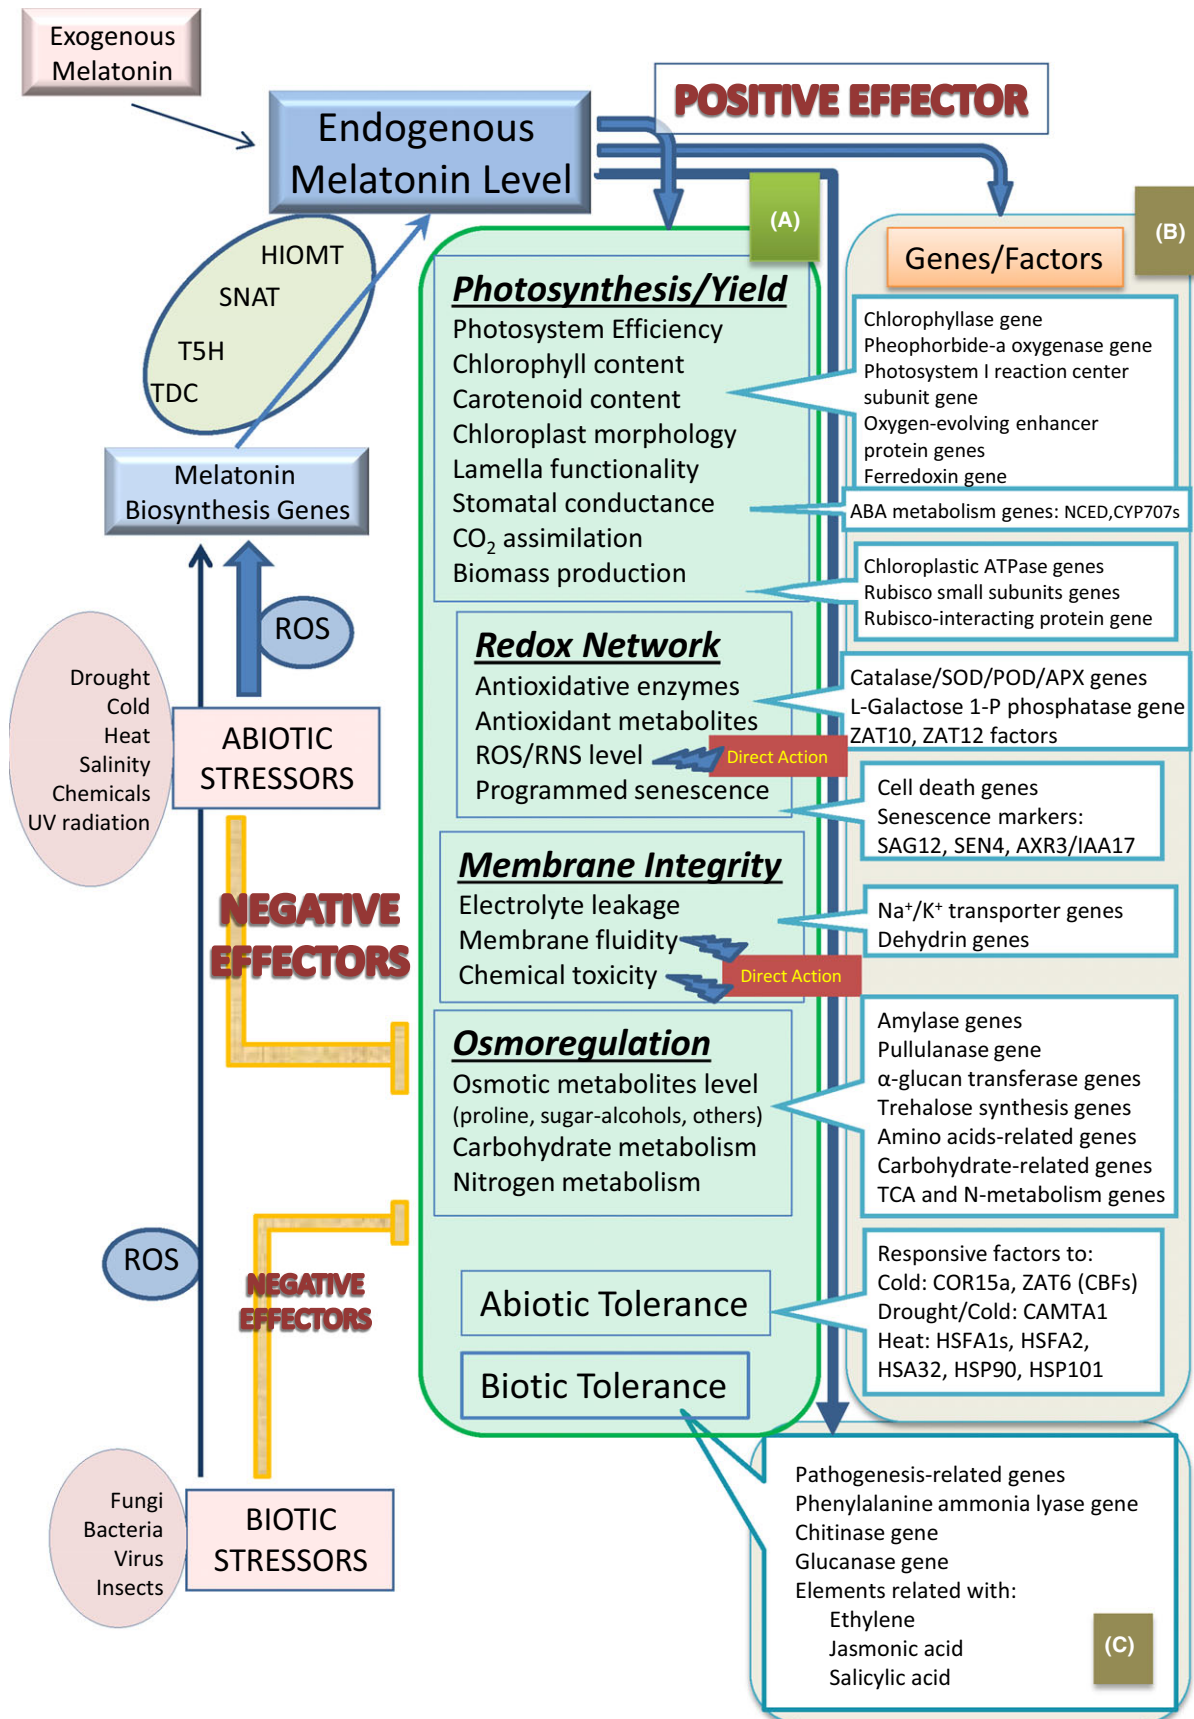 Exogenous
Melatonin
POSITIVE EFFECTOR
Endogenous
Melatonin Level
(A)
(B)
HIOMT
SNAT
T5H
TDC
Melatonin
Biosynthesis Genes
ROS
Drought
Cold
Heat
Salinity
Chemicals
UV radiation
ABIOTIC
STRESSORS
NEGATIVE
EFFECTORS
ROS
NEGATIVE
EFFECTORS
Fungi
Bacteria
Virus
Insects
BIOTIC
STRESSORS
Photosynthesis/Yield
Photosystem Efficiency
Chlorophyll content
Carotenoid content
Chloroplast morphology
Lamella functionality
Stomatal conductance
CO₂ assimilation
Biomass production
Redox Network
Antioxidative enzymes
Antioxidant metabolites
ROS/RNS level
Direct Action
Programmed senescence
Membrane Integrity
Electrolyte leakage
Membrane fluidity
Chemical toxicity
Direct Action
Osmoregulation
Osmotic metabolites level
(proline, sugar-alcohols, others)
Carbohydrate metabolism
Nitrogen metabolism
Abiotic Tolerance
Biotic Tolerance
Genes/Factors
Chlorophyllase gene
Pheophorbide-a oxygenase gene
Photosystem I reaction center
subunit gene
Oxygen-evolving enhancer
protein genes
Ferredoxin gene
ABA metabolism genes: NCED,CYP707s
Chloroplastic ATPase genes
Rubisco small subunits genes
Rubisco-interacting protein gene
Catalase/SOD/POD/APX genes
L-Galactose 1-P phosphatase gene
ZAT10, ZAT12 factors
Cell death genes
Senescence markers:
SAG12, SEN4, AXR3/IAA17
Na⁺/K⁺ transporter genes
Dehydrin genes
Amylase genes
Pullulanase gene
α-glucan transferase genes
Trehalose synthesis genes
Amino acids-related genes
Carbohydrate-related genes
TCA and N-metabolism genes
Responsive factors to:
Cold: COR15a, ZAT6 (CBFs)
Drought/Cold: CAMTA1
Heat: HSFA1s, HSFA2,
HSA32, HSP90, HSP101
Pathogenesis-related genes
Phenylalanine ammonia lyase gene
Chitinase gene
Glucanase gene
Elements related with:
Ethylene
Jasmonic acid
Salicylic acid
(C)